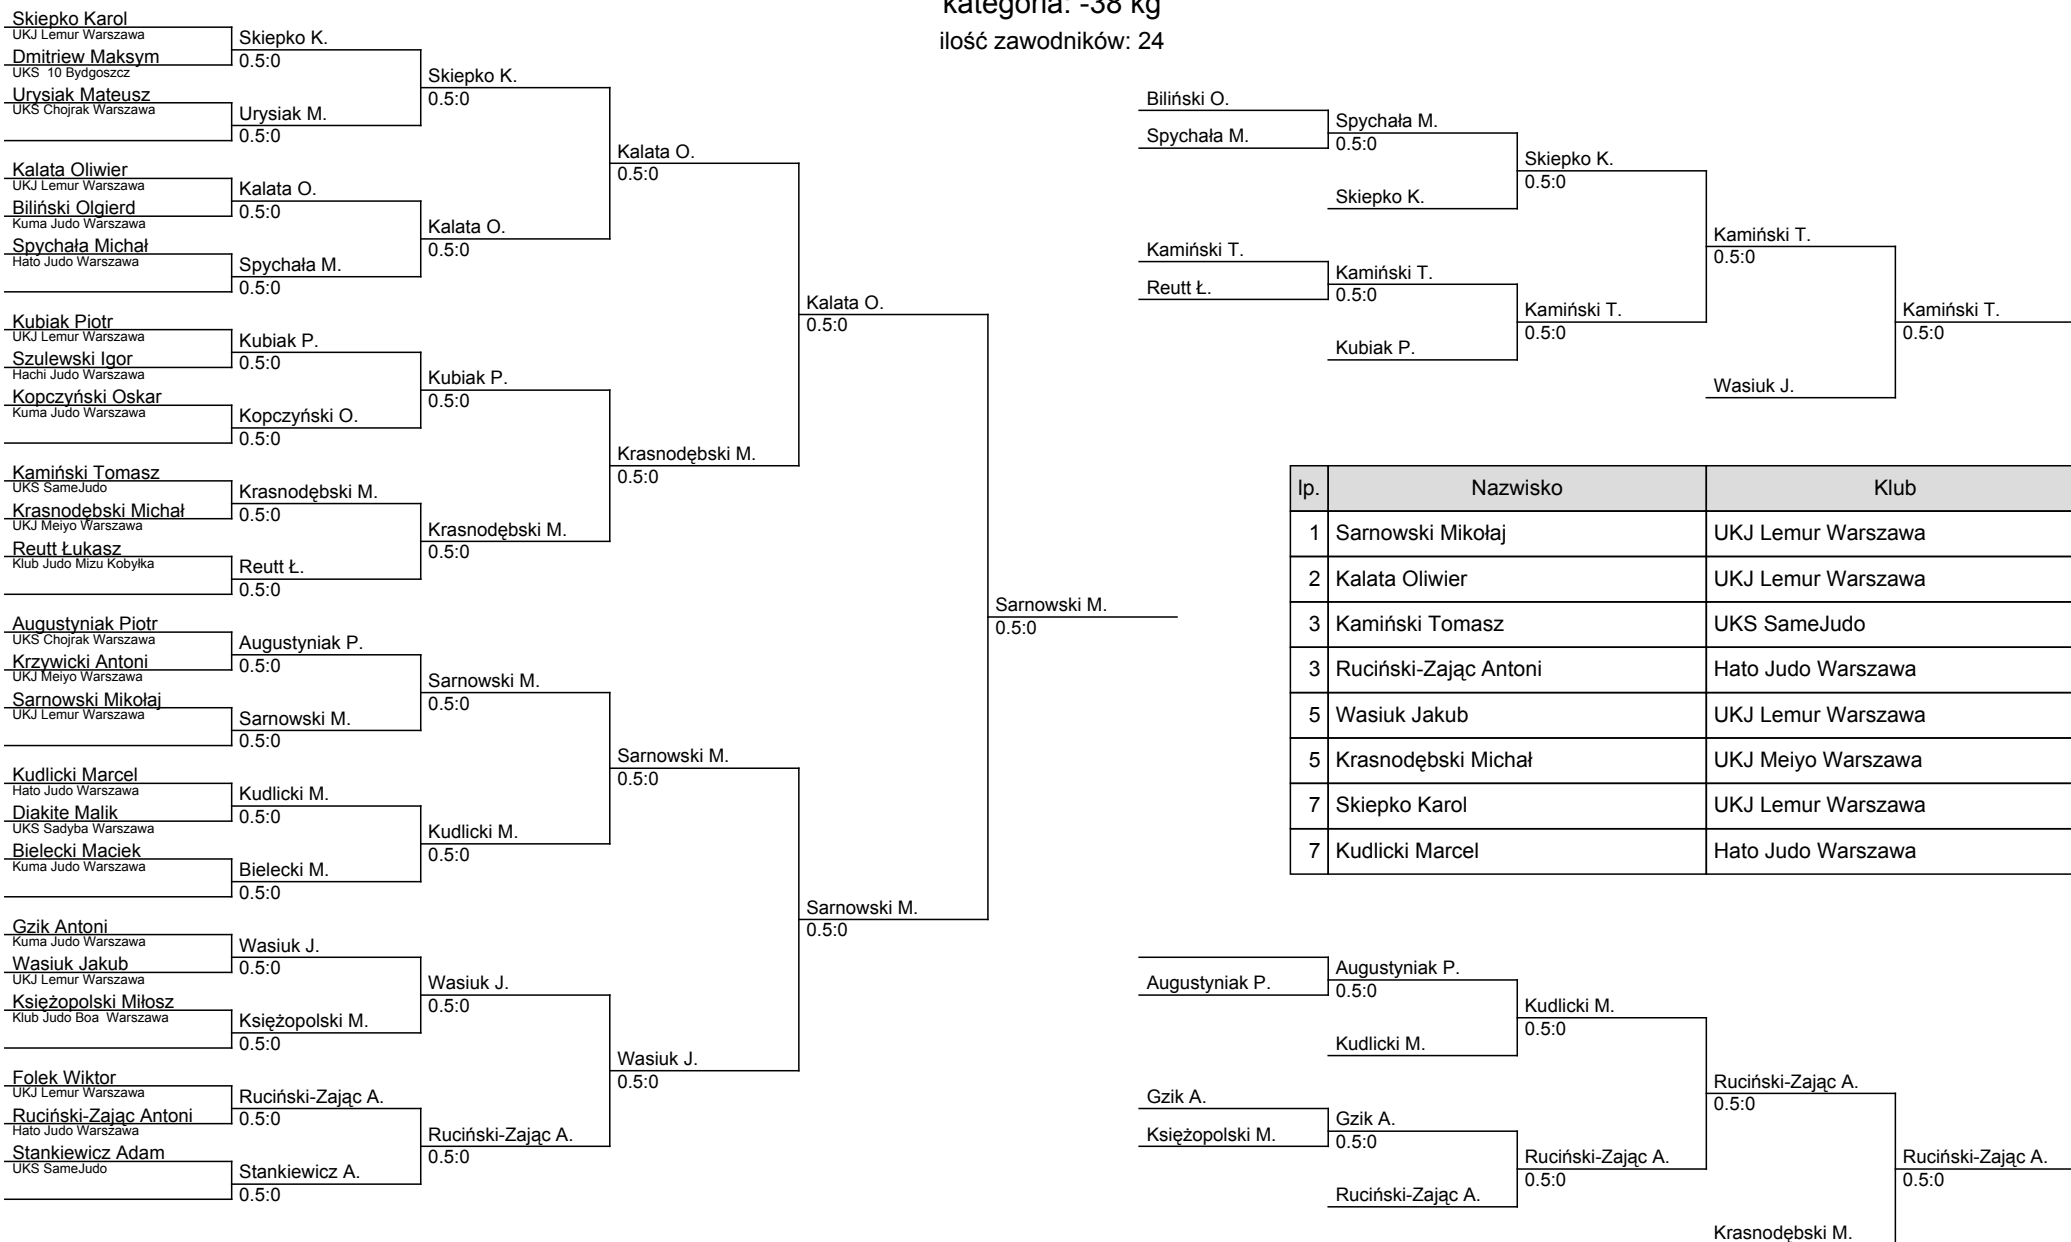 kategoria: -38 kg
ilość zawodników: 24
Skiepko Karol
UKJ Lemur Warszawa
Dmitriew Maksym
UKS 10 Bydgoszcz
Urysiak Mateusz
UKS Chojrak Warszawa
Kalata Oliwier
UKJ Lemur Warszawa
Biliński Olgierd
Kuma Judo Warszawa
Spychała Michał
Hato Judo Warszawa
Kubiak Piotr
UKJ Lemur Warszawa
Szulewski Igor
Hachi Judo Warszawa
Kopczyński Oskar
Kuma Judo Warszawa
Kamiński Tomasz
UKS SameJudo
Krasnodębski Michał
UKJ Meiyo Warszawa
Reutt Łukasz
Klub Judo Mizu Kobyłka
Augustyniak Piotr
UKS Chojrak Warszawa
Krzywicki Antoni
UKJ Meiyo Warszawa
Sarnowski Mikołaj
UKJ Lemur Warszawa
Kudlicki Marcel
Hato Judo Warszawa
Diakite Malik
UKS Sadyba Warszawa
Bielecki Maciek
Kuma Judo Warszawa
Gzik Antoni
Kuma Judo Warszawa
Wasiuk Jakub
UKJ Lemur Warszawa
Księżopolski Miłosz
Klub Judo Boa Warszawa
Folek Wiktor
UKJ Lemur Warszawa
Ruciński-Zając Antoni
Hato Judo Warszawa
Stankiewicz Adam
UKS SameJudo
Skiepko K.
0.5:0
Urysiak M.
0.5:0
Kalata O.
0.5:0
Spychała M.
0.5:0
Kubiak P.
0.5:0
Kopczyński O.
0.5:0
Krasnodębski M.
0.5:0
Reutt Ł.
0.5:0
Augustyniak P.
0.5:0
Sarnowski M.
0.5:0
Kudlicki M.
0.5:0
Bielecki M.
0.5:0
Wasiuk J.
0.5:0
Księżopolski M.
0.5:0
Ruciński-Zając A.
0.5:0
Stankiewicz A.
0.5:0
Skiepko K.
0.5:0
Kalata O.
0.5:0
Kubiak P.
0.5:0
Krasnodębski M.
0.5:0
Sarnowski M.
0.5:0
Kudlicki M.
0.5:0
Wasiuk J.
0.5:0
Ruciński-Zając A.
0.5:0
Kalata O.
0.5:0
Krasnodębski M.
0.5:0
Sarnowski M.
0.5:0
Wasiuk J.
0.5:0
Kalata O.
0.5:0
Sarnowski M.
0.5:0
Sarnowski M.
0.5:0
Biliński O.
Spychała M.
Spychała M.
0.5:0
Skiepko K.
Skiepko K.
0.5:0
Kamiński T.
Reutt Ł.
Kamiński T.
0.5:0
Kubiak P.
Kamiński T.
0.5:0
Kamiński T.
0.5:0
Wasiuk J.
Kamiński T.
0.5:0
lp. Nazwisko Klub
1 Sarnowski Mikołaj UKJ Lemur Warszawa
2 Kalata Oliwier UKJ Lemur Warszawa
3 Kamiński Tomasz UKS SameJudo
3 Ruciński-Zając Antoni Hato Judo Warszawa
5 Wasiuk Jakub UKJ Lemur Warszawa
5 Krasnodębski Michał UKJ Meiyo Warszawa
7 Skiepko Karol UKJ Lemur Warszawa
7 Kudlicki Marcel Hato Judo Warszawa
Augustyniak P.
Augustyniak P.
0.5:0
Kudlicki M.
Kudlicki M.
0.5:0
Gzik A.
Księżopolski M.
Gzik A.
0.5:0
Ruciński-Zając A.
Ruciński-Zając A.
0.5:0
Ruciński-Zając A.
0.5:0
Krasnodębski M.
Ruciński-Zając A.
0.5:0